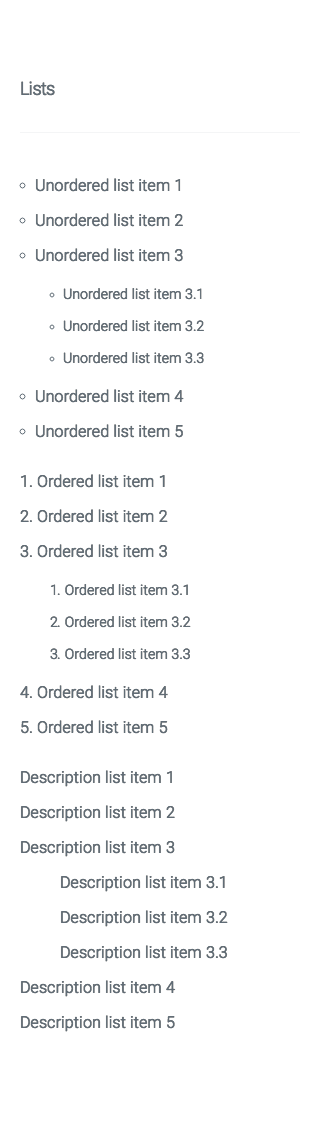 Lists
◦ Unordered list item 1
◦ Unordered list item 2
◦ Unordered list item 3
◦ Unordered list item 3.1
◦ Unordered list item 3.2
◦ Unordered list item 3.3
◦ Unordered list item 4
◦ Unordered list item 5
1. Ordered list item 1
2. Ordered list item 2
3. Ordered list item 3
1. Ordered list item 3.1
2. Ordered list item 3.2
3. Ordered list item 3.3
4. Ordered list item 4
5. Ordered list item 5
Description list item 1
Description list item 2
Description list item 3
Description list item 3.1
Description list item 3.2
Description list item 3.3
Description list item 4
Description list item 5